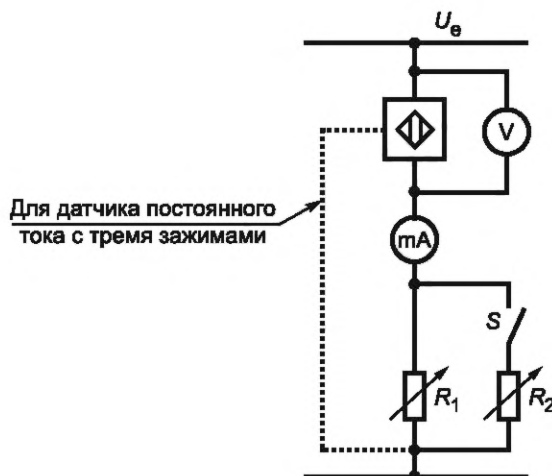 Uₑ
V
Для датчика постоянного
тока с тремя зажимами
mA
S
R₁
R₂